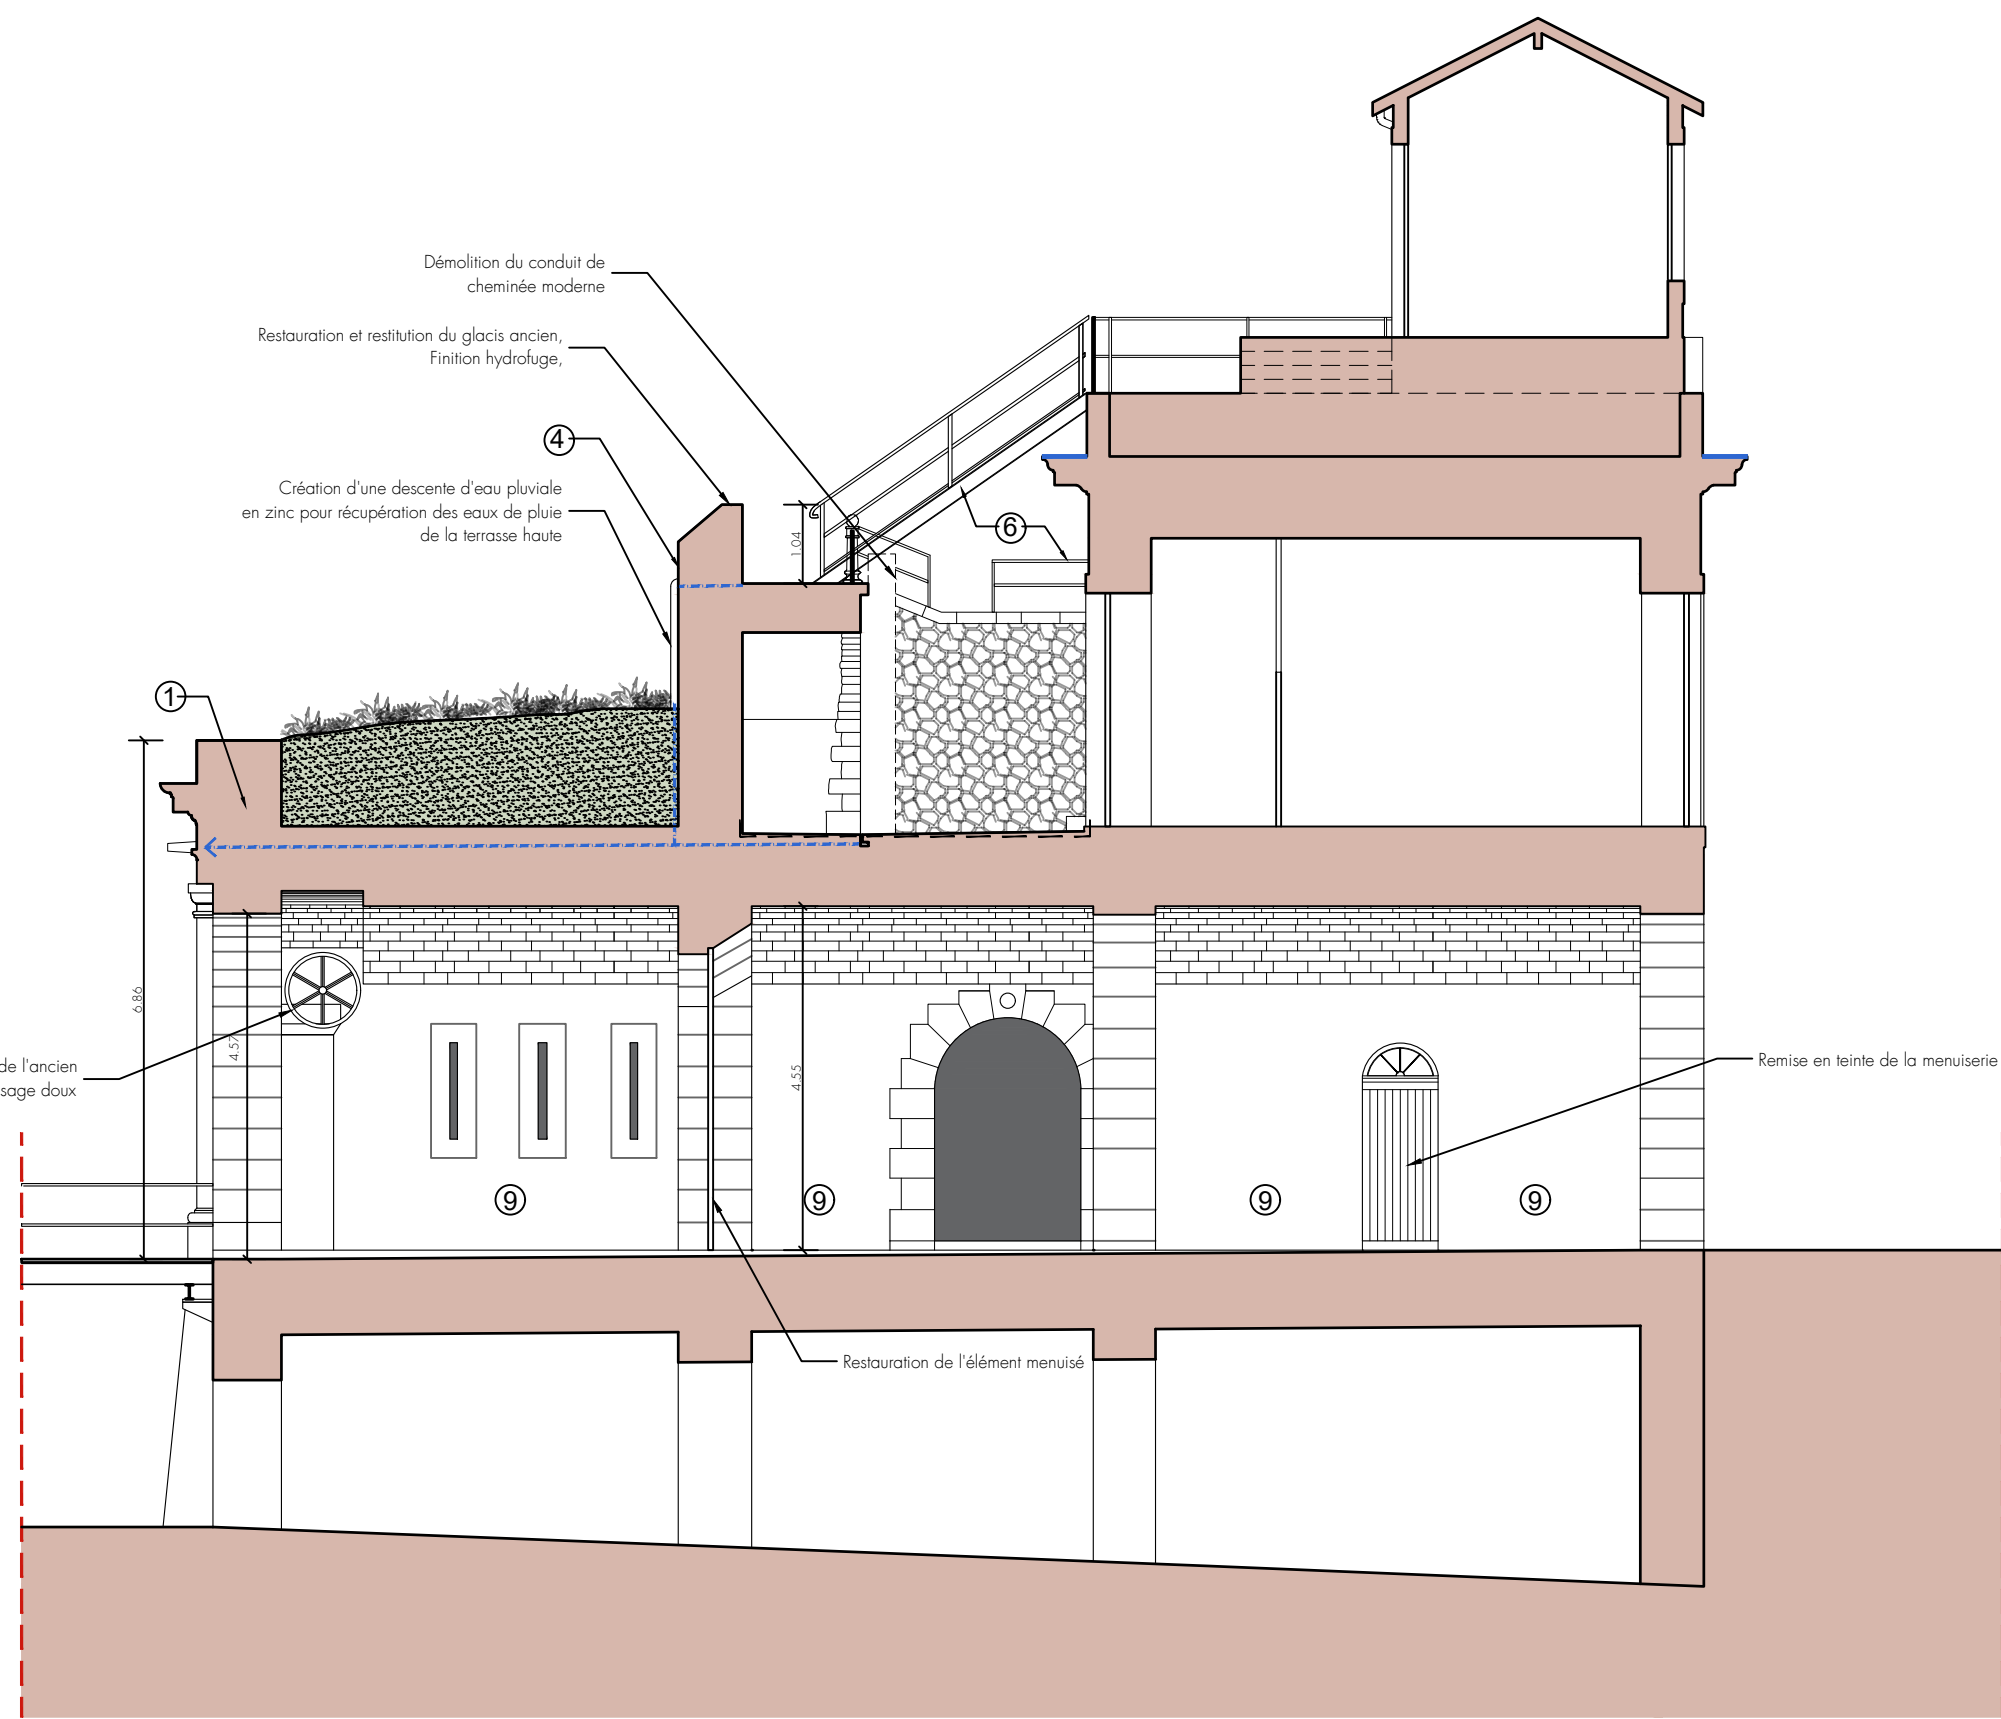 Démolition du conduit de
cheminée moderne
Restauration et restitution du glacis ancien,
Finition hydrofuge,
4
Création d'une descente d'eau pluviale
en zinc pour récupération des eaux de pluie
de la terrasse haute
1.04
6
1
6.86
4.57
4.55
de l'ancien
sage doux
Remise en teinte de la menuiserie
9
9
9
9
Restauration de l'élément menuisé